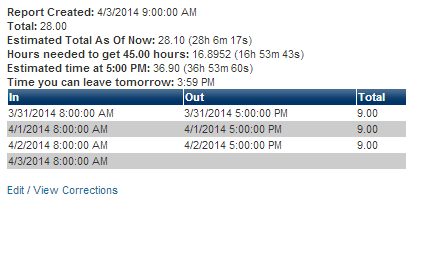 Report Created: 4/3/2014 9:00:00 AM
Total: 28.00
Estimated Total As Of Now: 28.10 (28h 6m 17s)
Hours needed to get 45.00 hours: 16.8952 (16h 53m 43s)
Estimated time at 5:00 PM: 36.90 (36h 53m 60s)
Time you can leave tomorrow: 3:59 PM
In Out Total
3/31/2014 8:00:00 AM 3/31/2014 5:00:00 PM 9.00
4/1/2014 8:00:00 AM 4/1/2014 5:00:00 PM 9.00
4/2/2014 8:00:00 AM 4/2/2014 5:00:00 PM 9.00
4/3/2014 8:00:00 AM
Edit / View Corrections